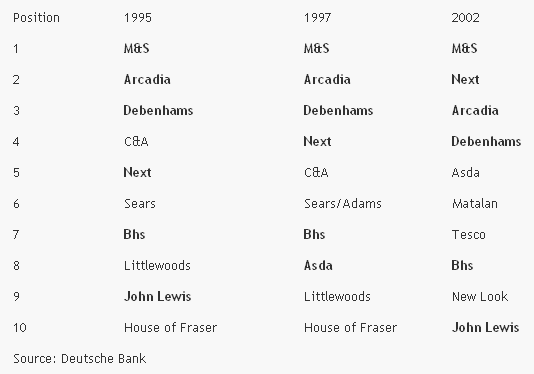 Position 1995 1997 2002
1 M&S M&S M&S
2 Arcadia Arcadia Next
3 Debenhams Debenhams Arcadia
4 C&A Next Debenhams
5 Next C&A Asda
6 Sears Sears/Adams Matalan
7 Bhs Bhs Tesco
8 Littlewoods Asda Bhs
9 John Lewis Littlewoods New Look
10 House of Fraser House of Fraser John Lewis
Source: Deutsche Bank